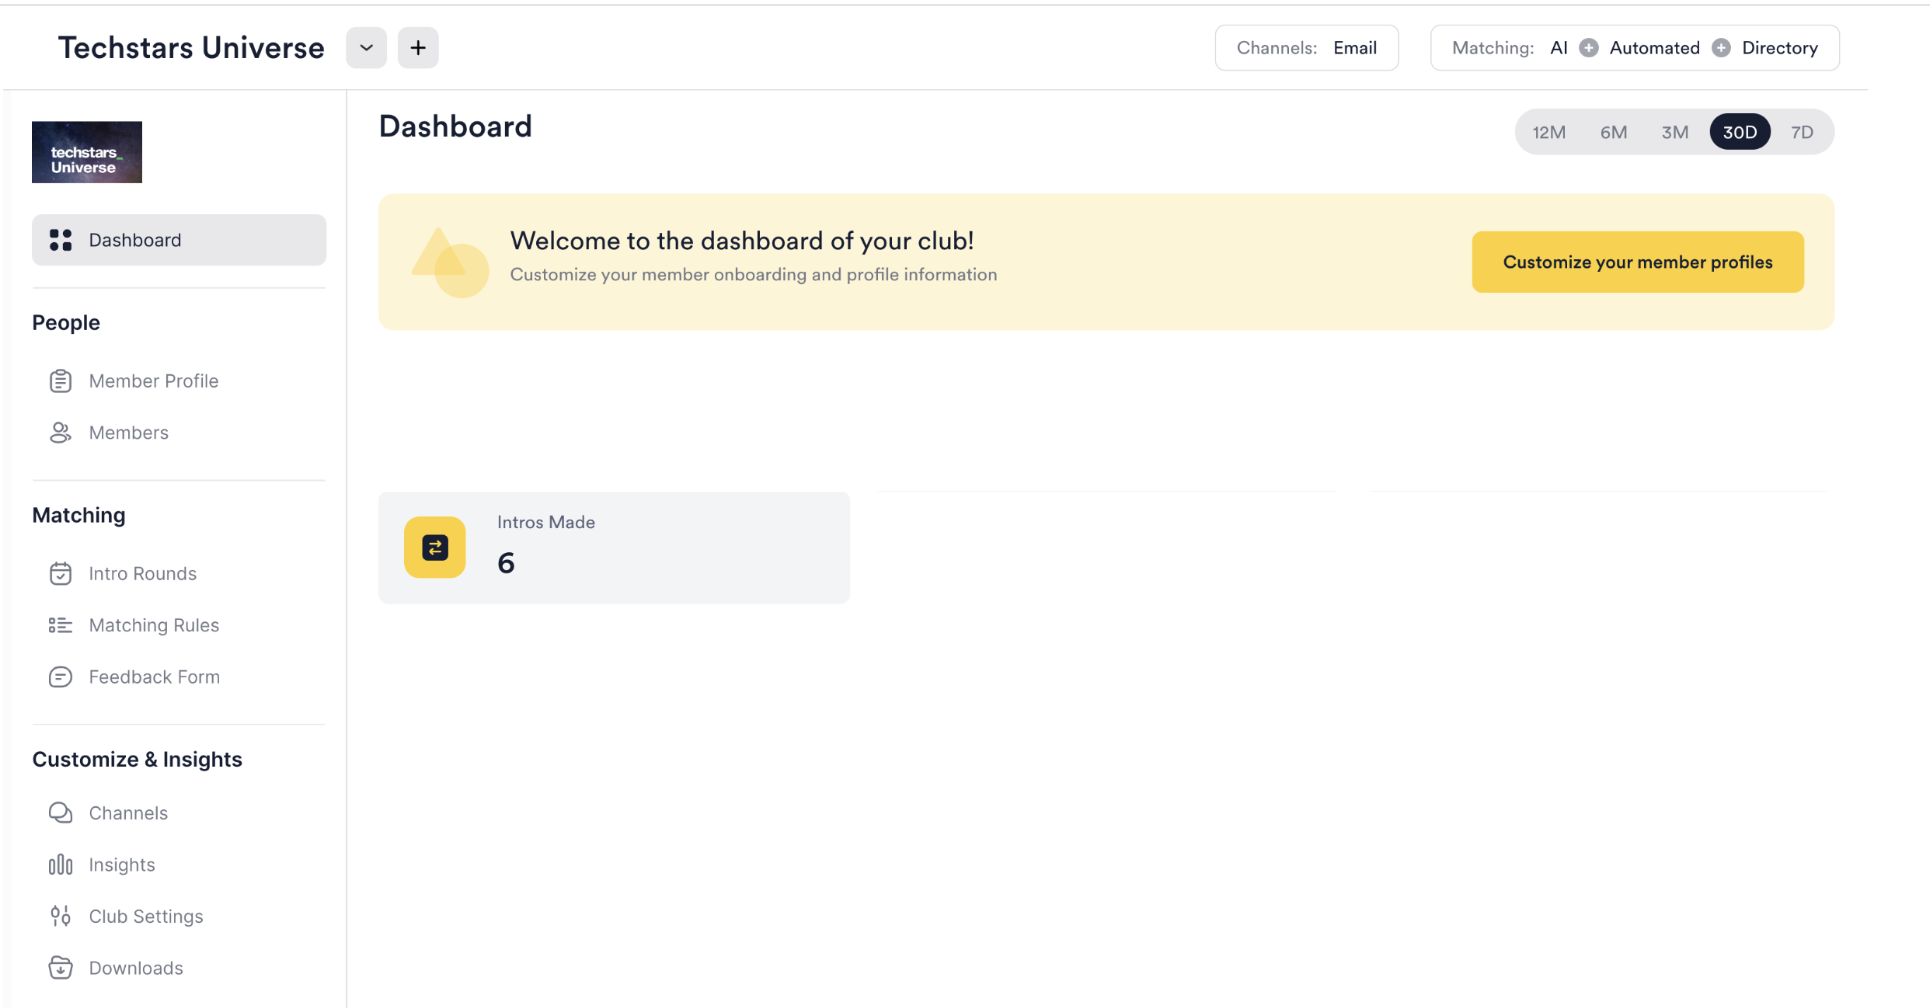 Techstars Universe
Channels: Email
Matching: AI Automated Directory
techstars_
Universe
Dashboard
12M 6M 3M 30D 7D
Dashboard
Welcome to the dashboard of your club!
Customize your member onboarding and profile information
Customize your member profiles
People
Member Profile
Members
Matching
Intro Rounds
Matching Rules
Feedback Form
Intros Made
6
Customize & Insights
Channels
Insights
Club Settings
Downloads